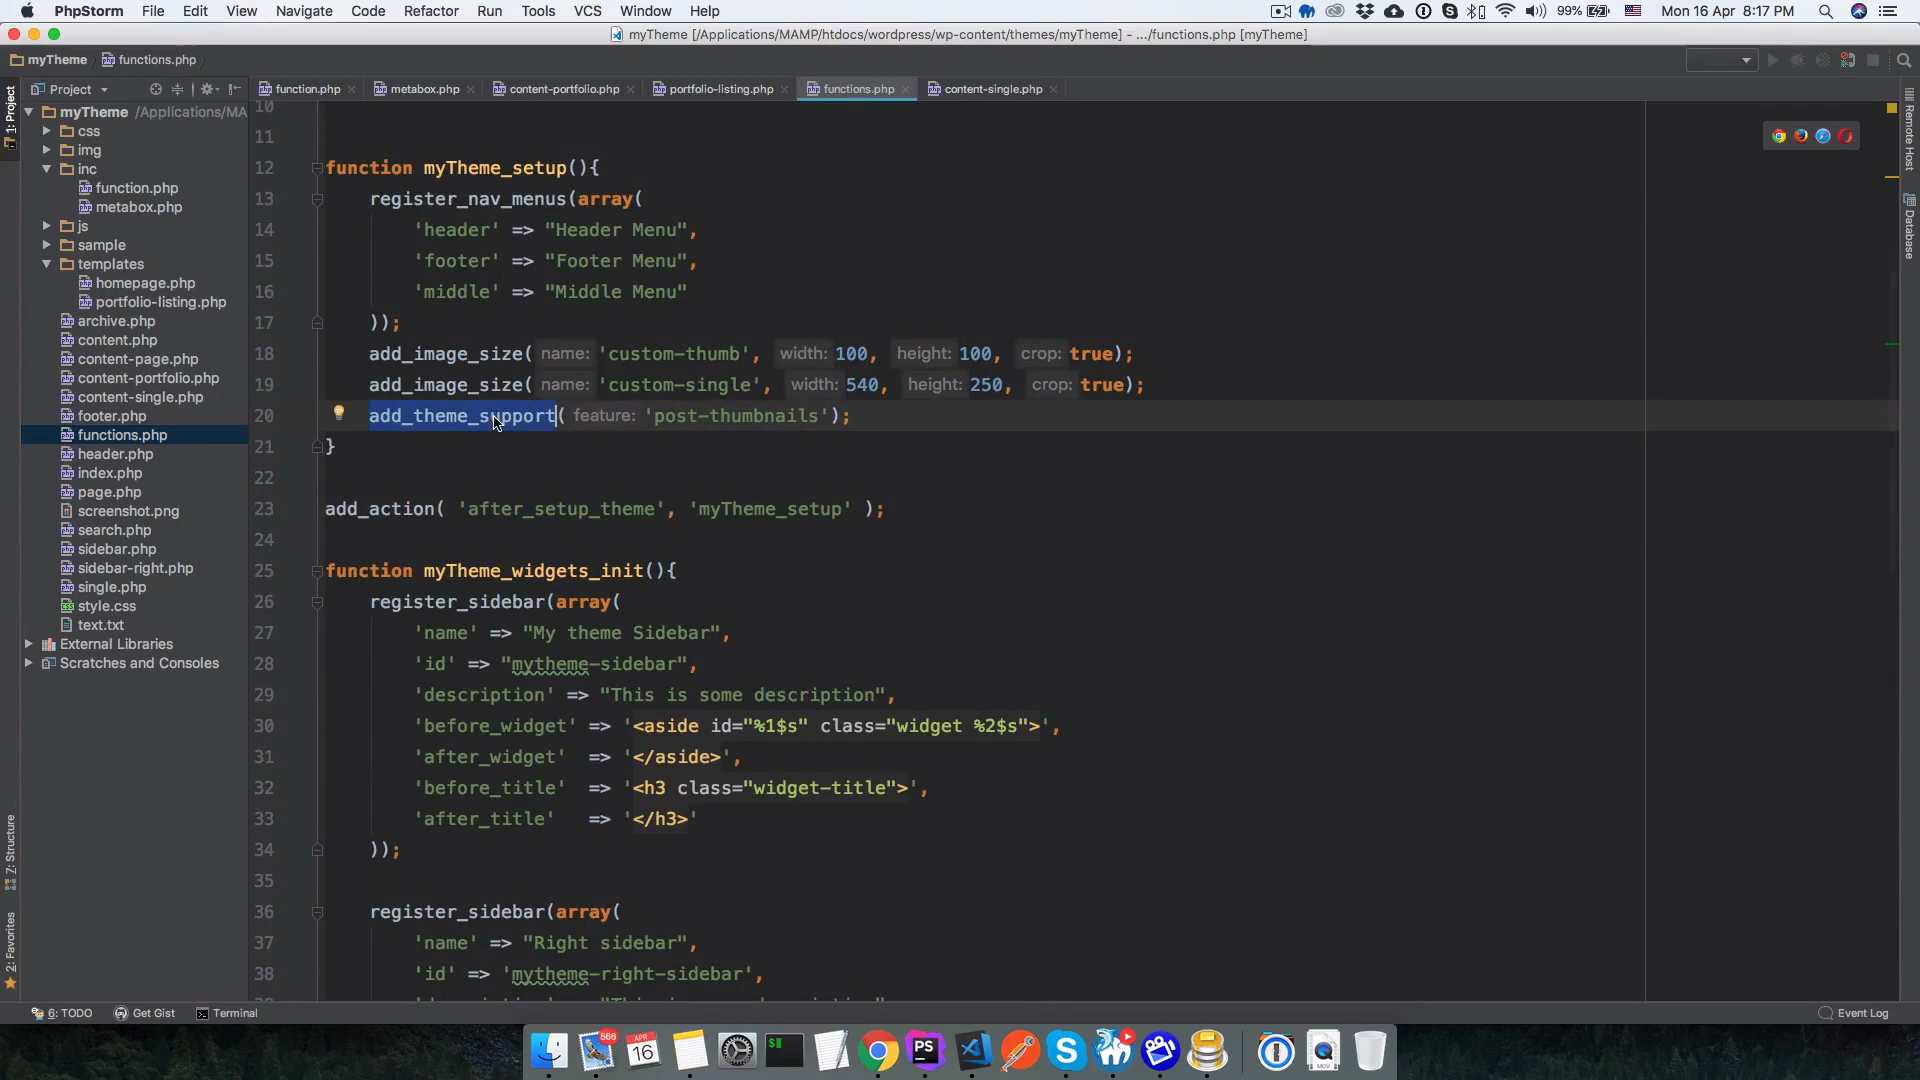 PhpStorm File Edit View Navigate Code Refactor Run Tools VCS Window Help 99% Mon 16 Apr 8:17 PM
myTheme [/Applications/MAMP/htdocs/wordpress/wp-content/themes/myTheme] - .../functions.php [myTheme]
myTheme functions.php
Project function.php metabox.php content-portfolio.php portfolio-listing.php functions.php content-single.php
1: Project
7: Structure
2: Favorites
myTheme /Applications/MA
css
img
inc
function.php
metabox.php
js
sample
templates
homepage.php
portfolio-listing.php
archive.php
content.php
content-page.php
content-portfolio.php
content-single.php
footer.php
functions.php
header.php
index.php
page.php
screenshot.png
search.php
sidebar.php
sidebar-right.php
single.php
style.css
text.txt
External Libraries
Scratches and Consoles
10
11
12 function myTheme_setup(){
13 register_nav_menus(array(
14 'header' => "Header Menu",
15 'footer' => "Footer Menu",
16 'middle' => "Middle Menu"
17 ));
18 add_image_size( name: 'custom-thumb', width: 100, height: 100, crop: true);
19 add_image_size( name: 'custom-single', width: 540, height: 250, crop: true);
20 add_theme_support( feature: 'post-thumbnails');
21 }
22
23 add_action( 'after_setup_theme', 'myTheme_setup' );
24
25 function myTheme_widgets_init(){
26 register_sidebar(array(
27 'name' => "My theme Sidebar",
28 'id' => "mytheme-sidebar",
29 'description' => "This is some description",
30 'before_widget' => '<aside id="%1$s" class="widget %2$s">',
31 'after_widget' => '</aside>',
32 'before_title' => '<h3 class="widget-title">',
33 'after_title' => '</h3>'
34 ));
35
36 register_sidebar(array(
37 'name' => "Right sidebar",
38 'id' => 'mytheme-right-sidebar',
Remote Host
Database
6: TODO Get Gist Terminal Event Log
566
APR
16
PS